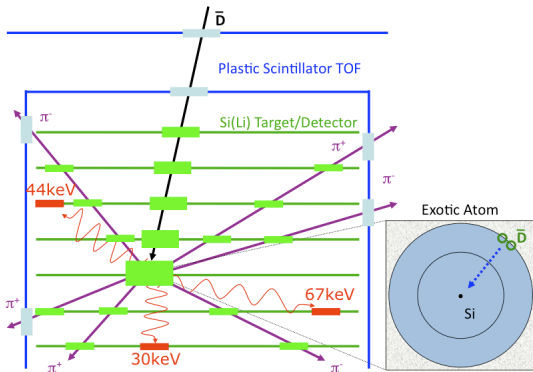 D̄
Plastic Scintillator TOF
Si(Li) Target/Detector
π-
π+
π-
44keV
Exotic Atom
D̄
Si
67keV
π+
30keV
π+
π-